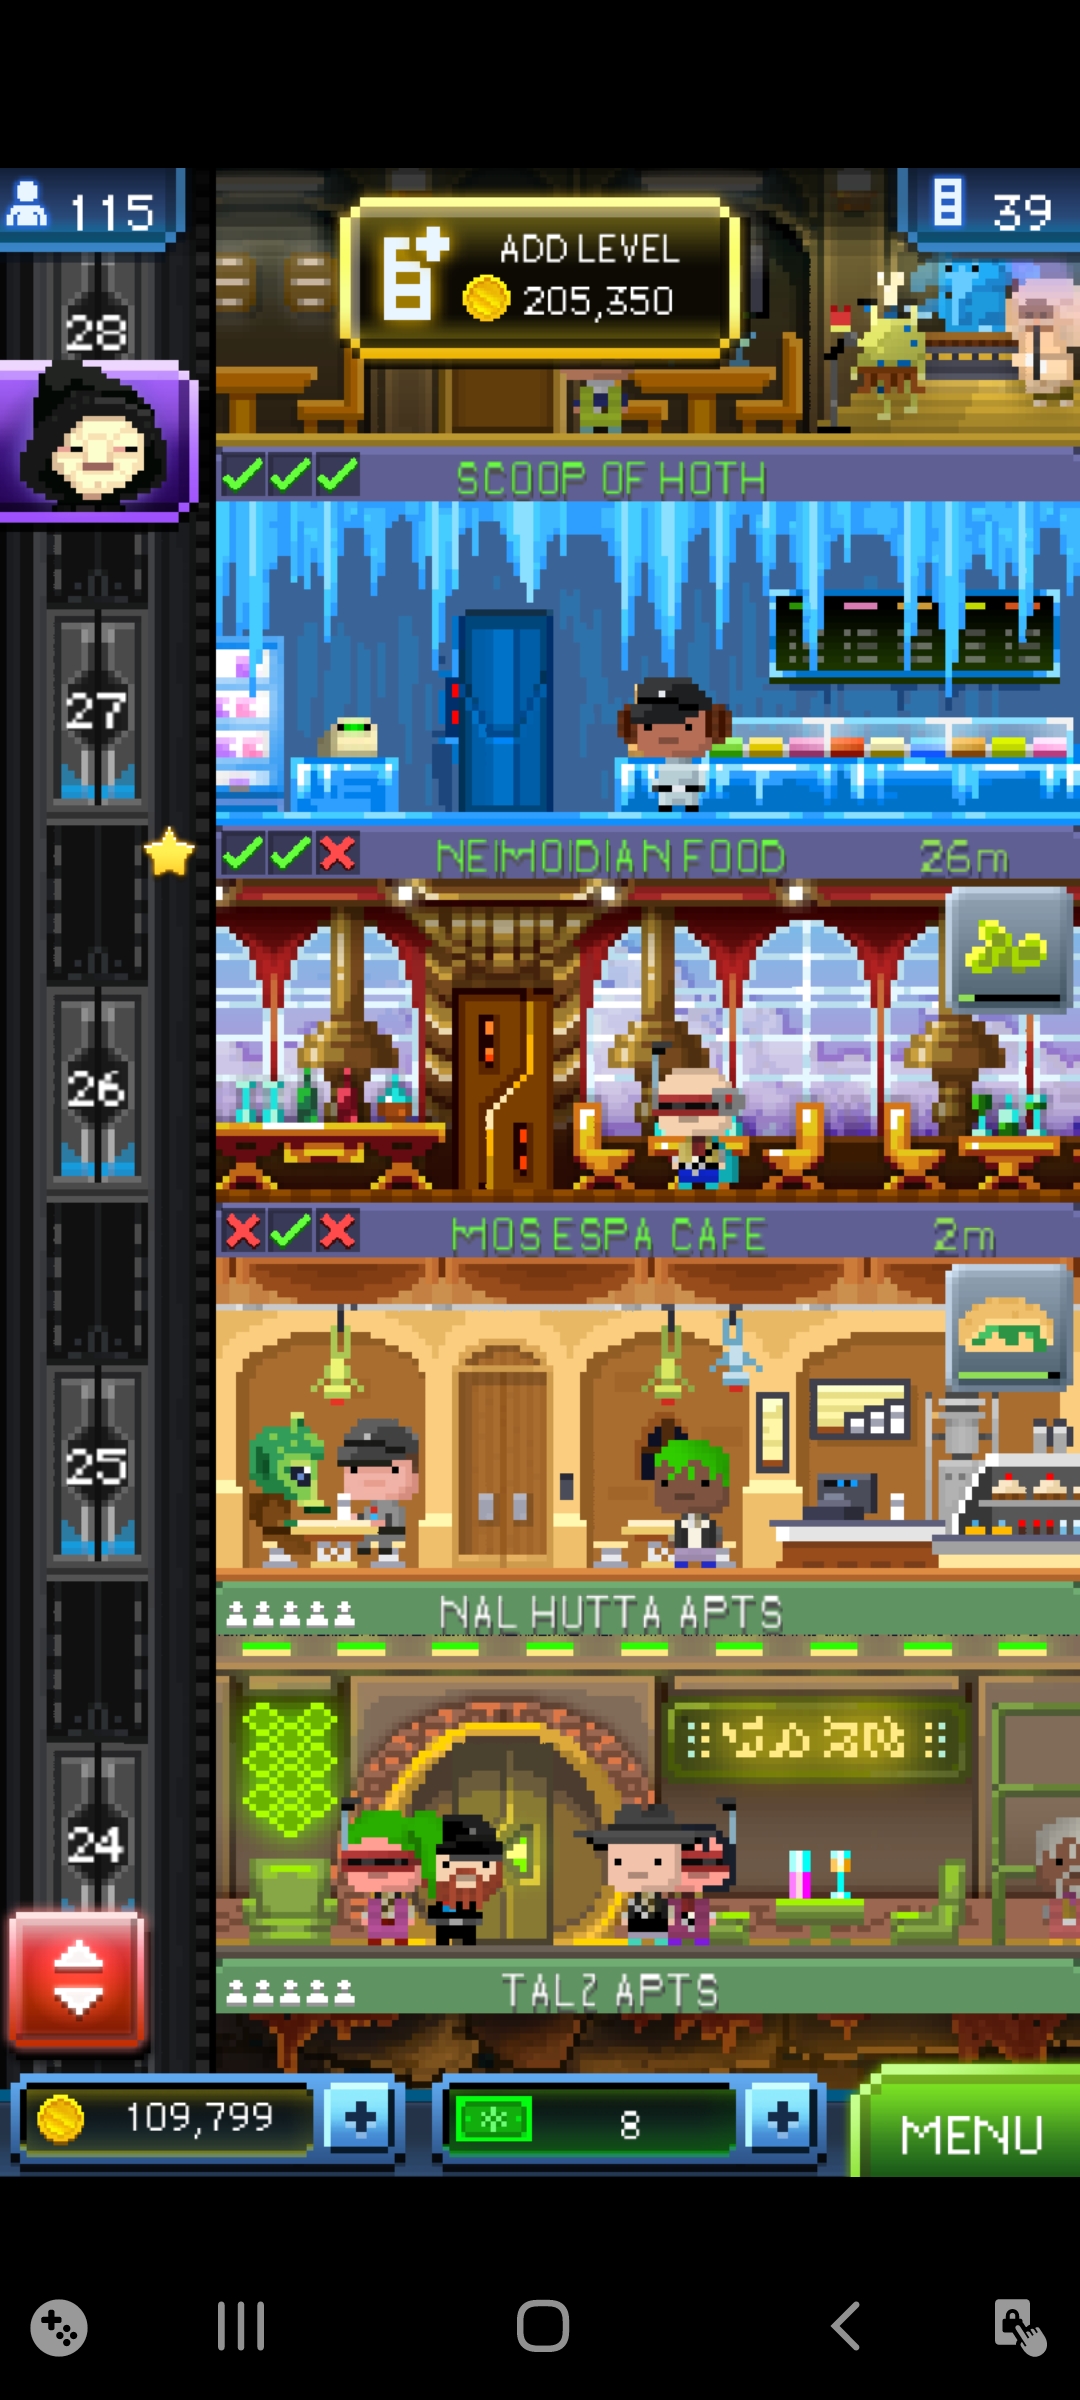 115
ADD LEVEL
205,350
39
28
SCOOP OF HOTH
27
NEIMOIDIAN FOOD 26m
26
MOS ESPA CAFE 2m
25
NAL HUTTA APTS
24
TALZ APTS
109,799
8
MENU